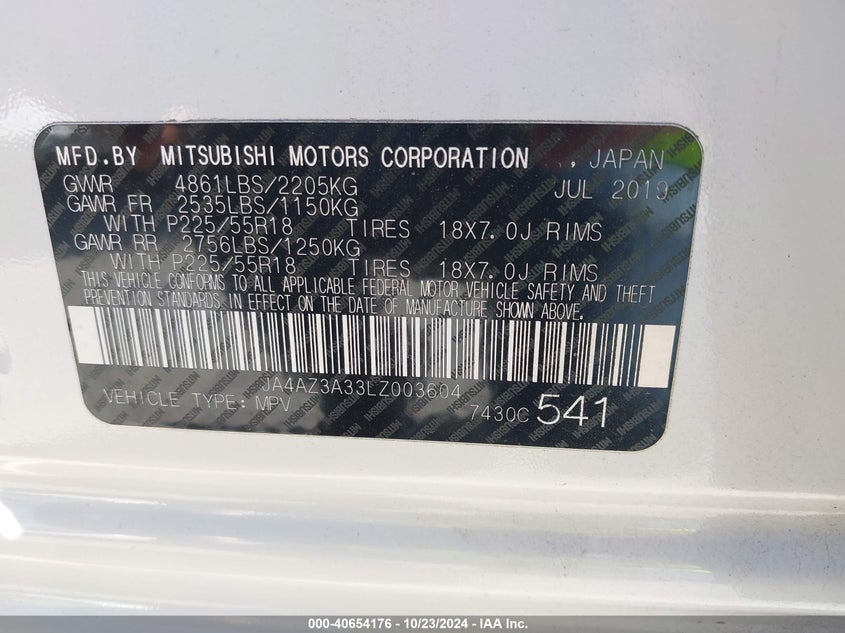 MFD.BY MITSUBISHI MOTORS CORPORATION , JAPAN
GVWR 4861LBS/2205KG JUL 2019
GAWR FR 2535LBS/1150KG
WITH P225/55R18 TIRES 18X7.0J RIMS
GAWR RR 2756LBS/1250KG
WITH P225/55R18 TIRES 18X7.0J RIMS
THIS VEHICLE CONFORMS TO ALL APPLICABLE FEDERAL MOTOR VEHICLE SAFETY AND THEFT
PREVENTION STANDARDS IN EFFECT ON THE DATE OF MANUFACTURE SHOWN ABOVE.
JA4AZ3A33LZ003604
VEHICLE TYPE:MPV 7430C 541
000-40654176 - 10/23/2024 - IAA Inc.